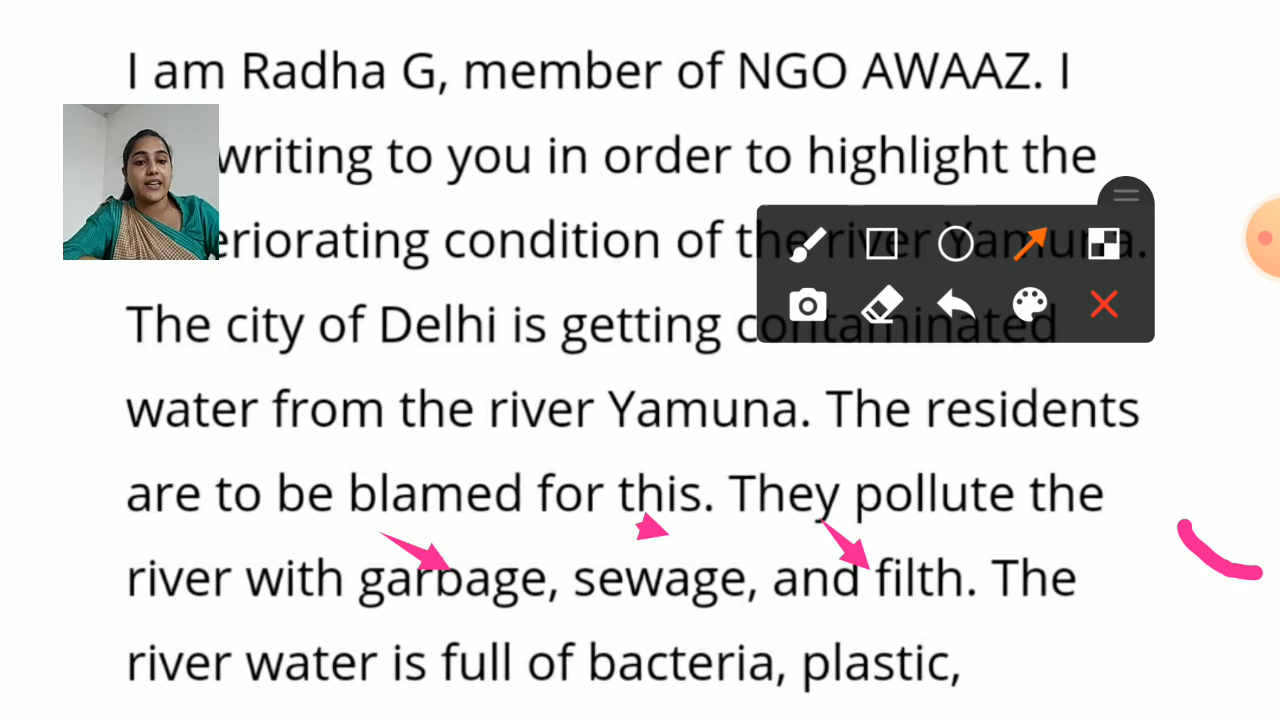 I am Radha G, member of NGO AWAAZ. I
writing to you in order to highlight the
eriorating condition of the river Yamuna.
The city of Delhi is getting contaminated
water from the river Yamuna. The residents
are to be blamed for this. They pollute the
river with garbage, sewage, and filth. The
river water is full of bacteria, plastic,